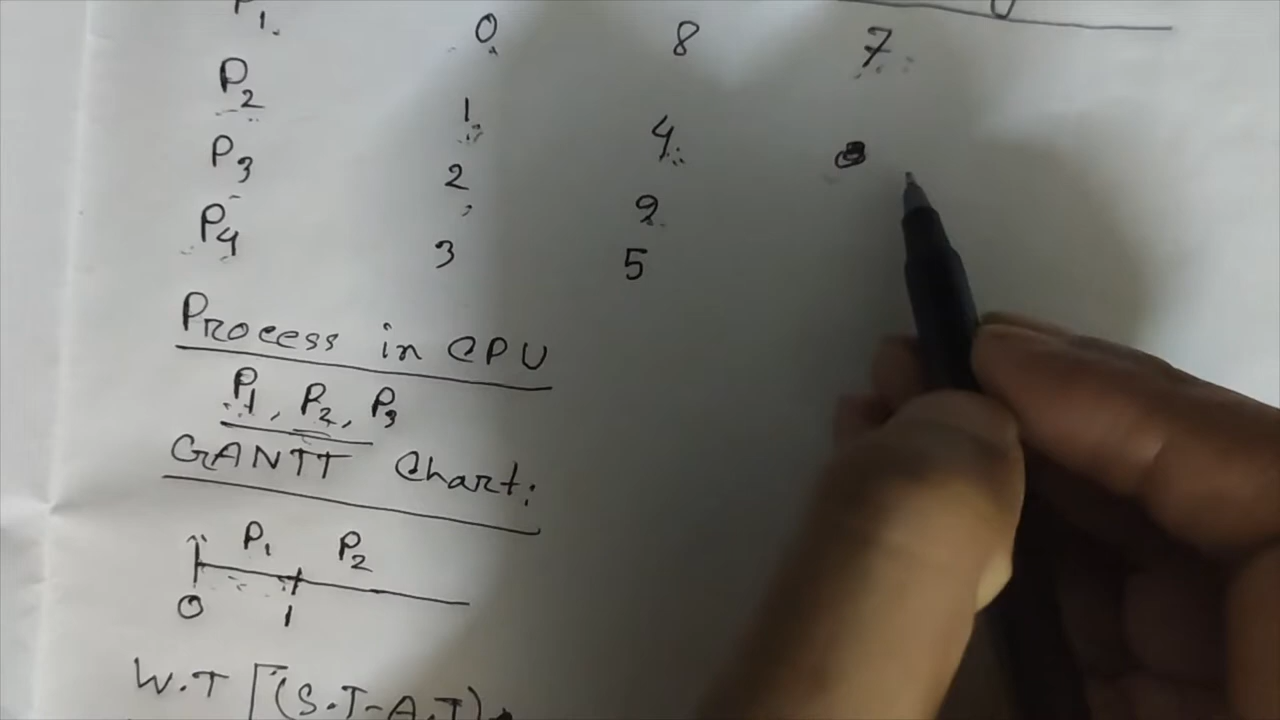 P1. 0 8 7
P2 1 4
P3 2 9
P4 3 5
Process in CPU
P1, P2, P3
GANTT Chart:
P1 P2
0 1
W.T [(S.T-A.T)